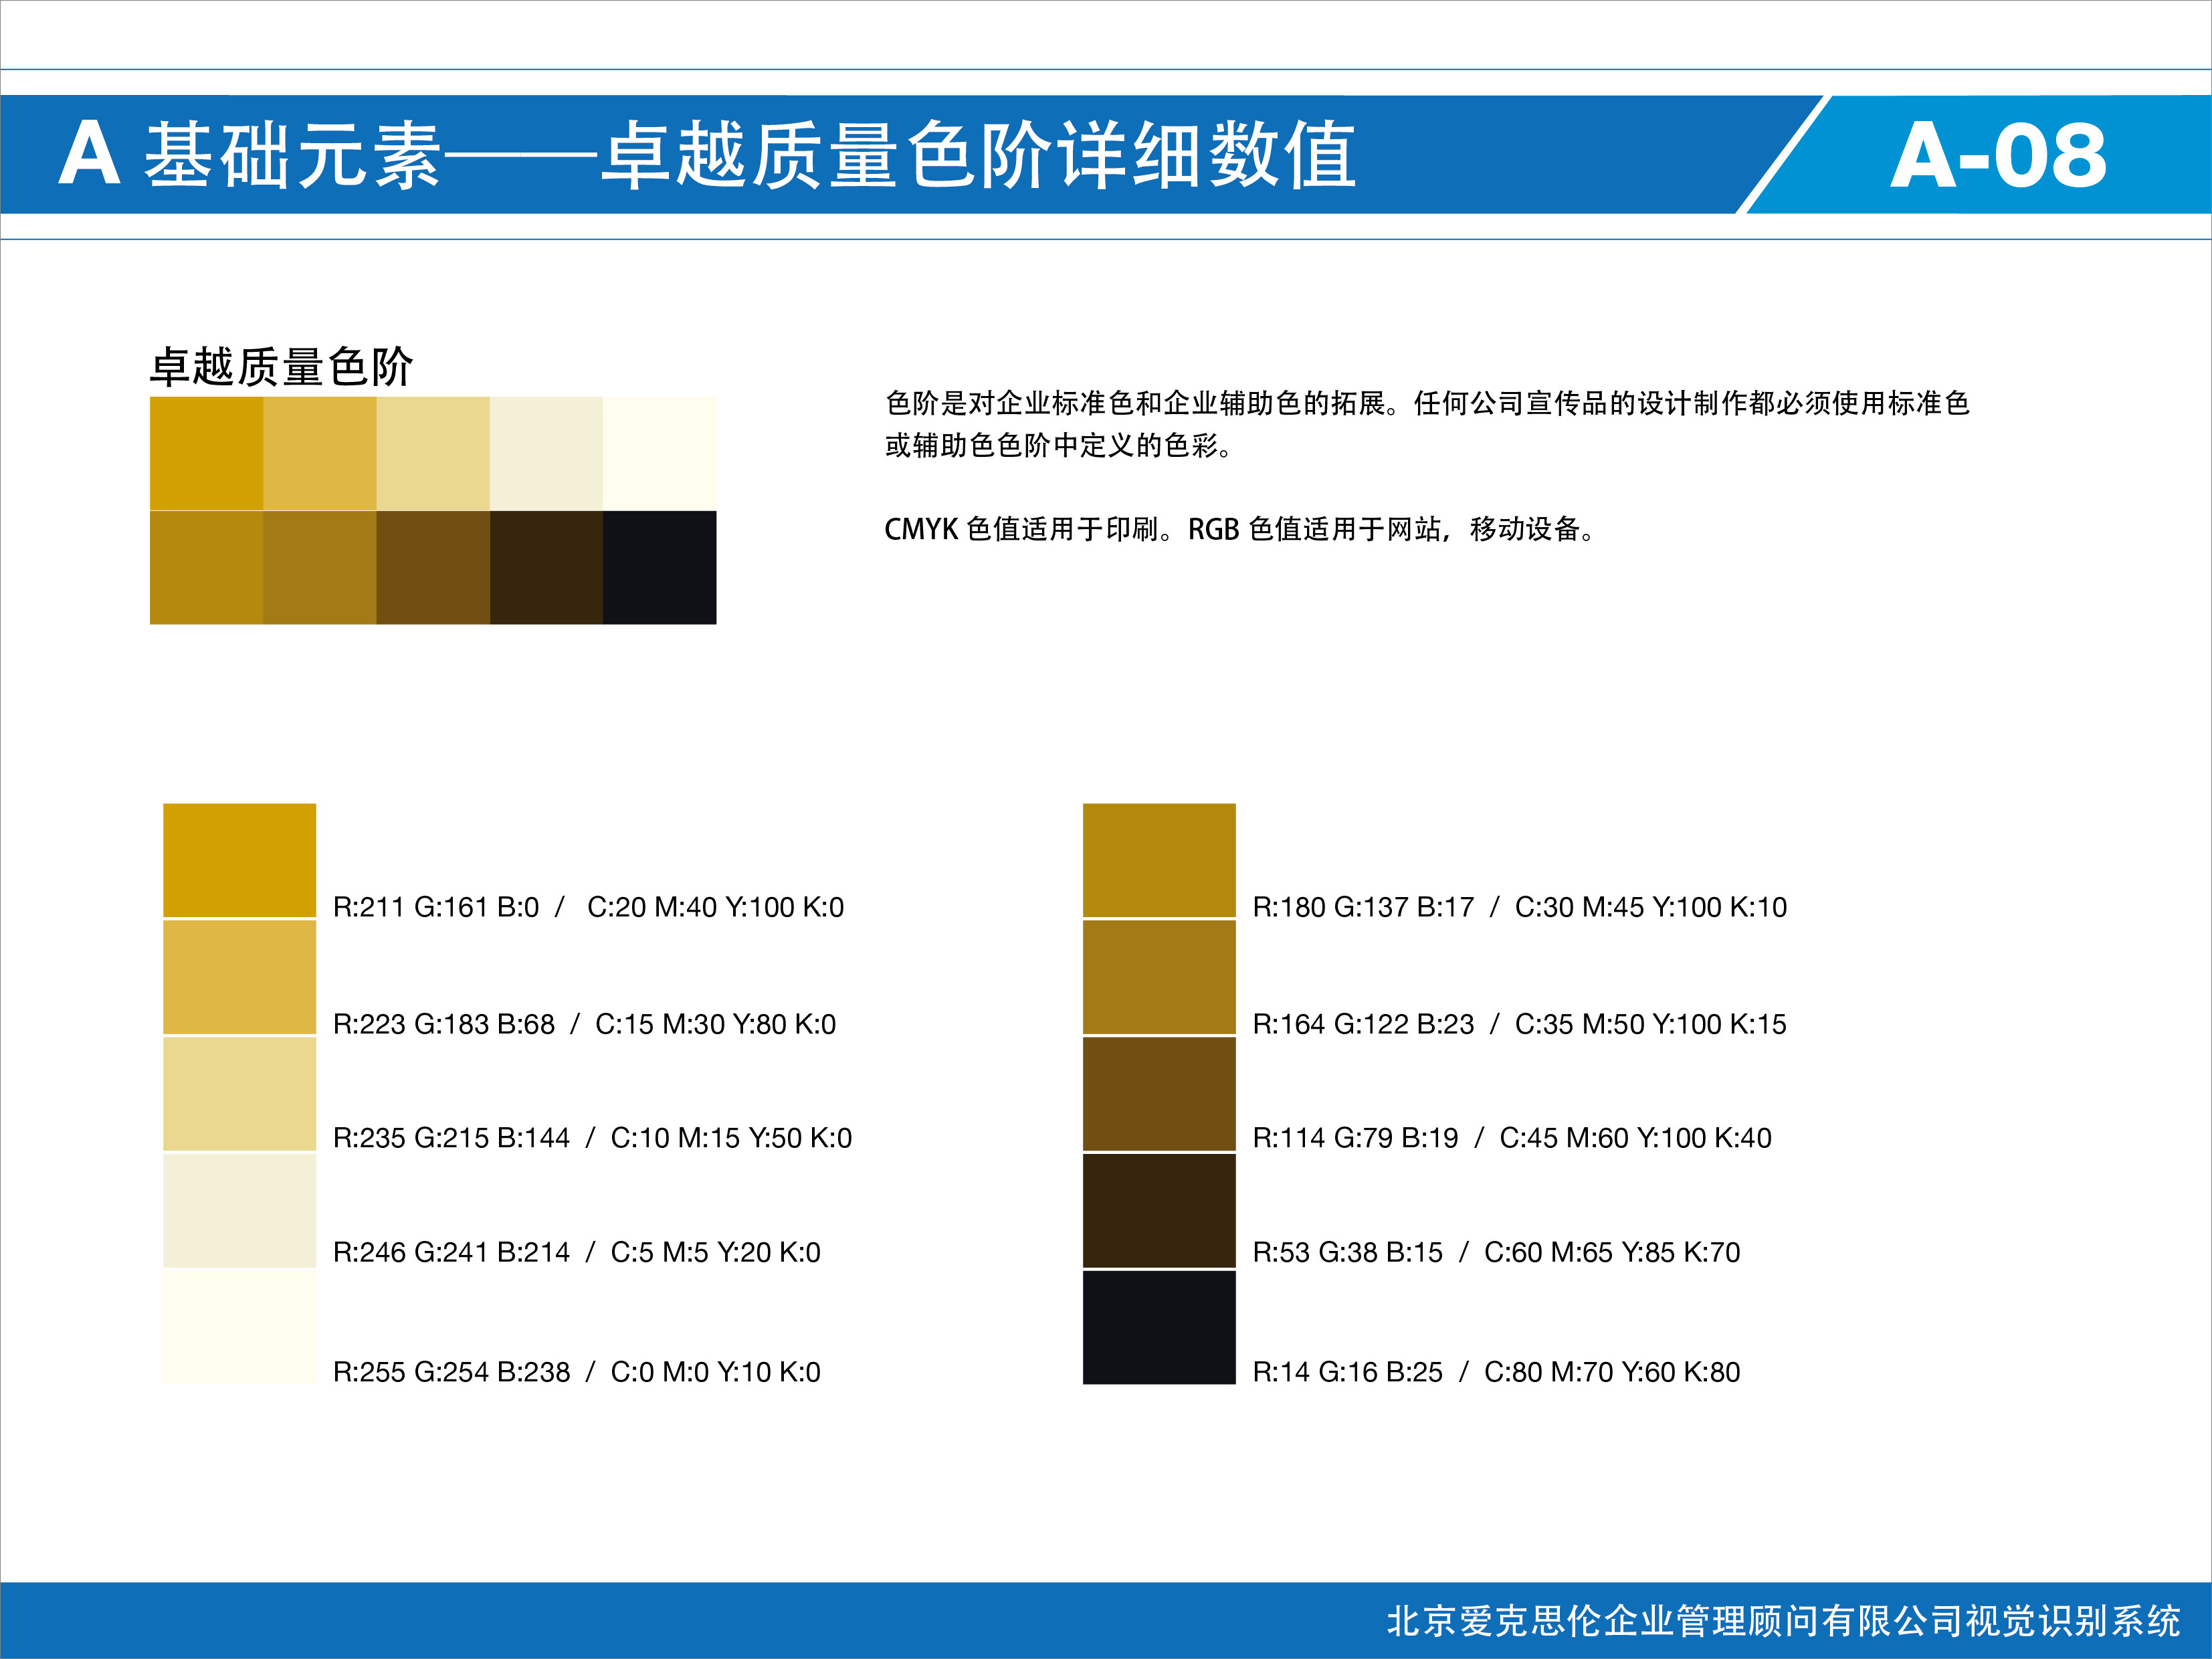 A 基础元素——卓越质量色阶详细数值
A-08
卓越质量色阶
色阶是对企业标准色和企业辅助色的拓展。任何公司宣传品的设计制作都必须使用标准色
或辅助色色阶中定义的色彩。
CMYK 色值适用于印刷。RGB 色值适用于网站，移动设备。
R:211 G:161 B:0 / C:20 M:40 Y:100 K:0
R:223 G:183 B:68 / C:15 M:30 Y:80 K:0
R:235 G:215 B:144 / C:10 M:15 Y:50 K:0
R:246 G:241 B:214 / C:5 M:5 Y:20 K:0
R:255 G:254 B:238 / C:0 M:0 Y:10 K:0
R:180 G:137 B:17 / C:30 M:45 Y:100 K:10
R:164 G:122 B:23 / C:35 M:50 Y:100 K:15
R:114 G:79 B:19 / C:45 M:60 Y:100 K:40
R:53 G:38 B:15 / C:60 M:65 Y:85 K:70
R:14 G:16 B:25 / C:80 M:70 Y:60 K:80
北京爱克思伦企业管理顾问有限公司视觉识别系统